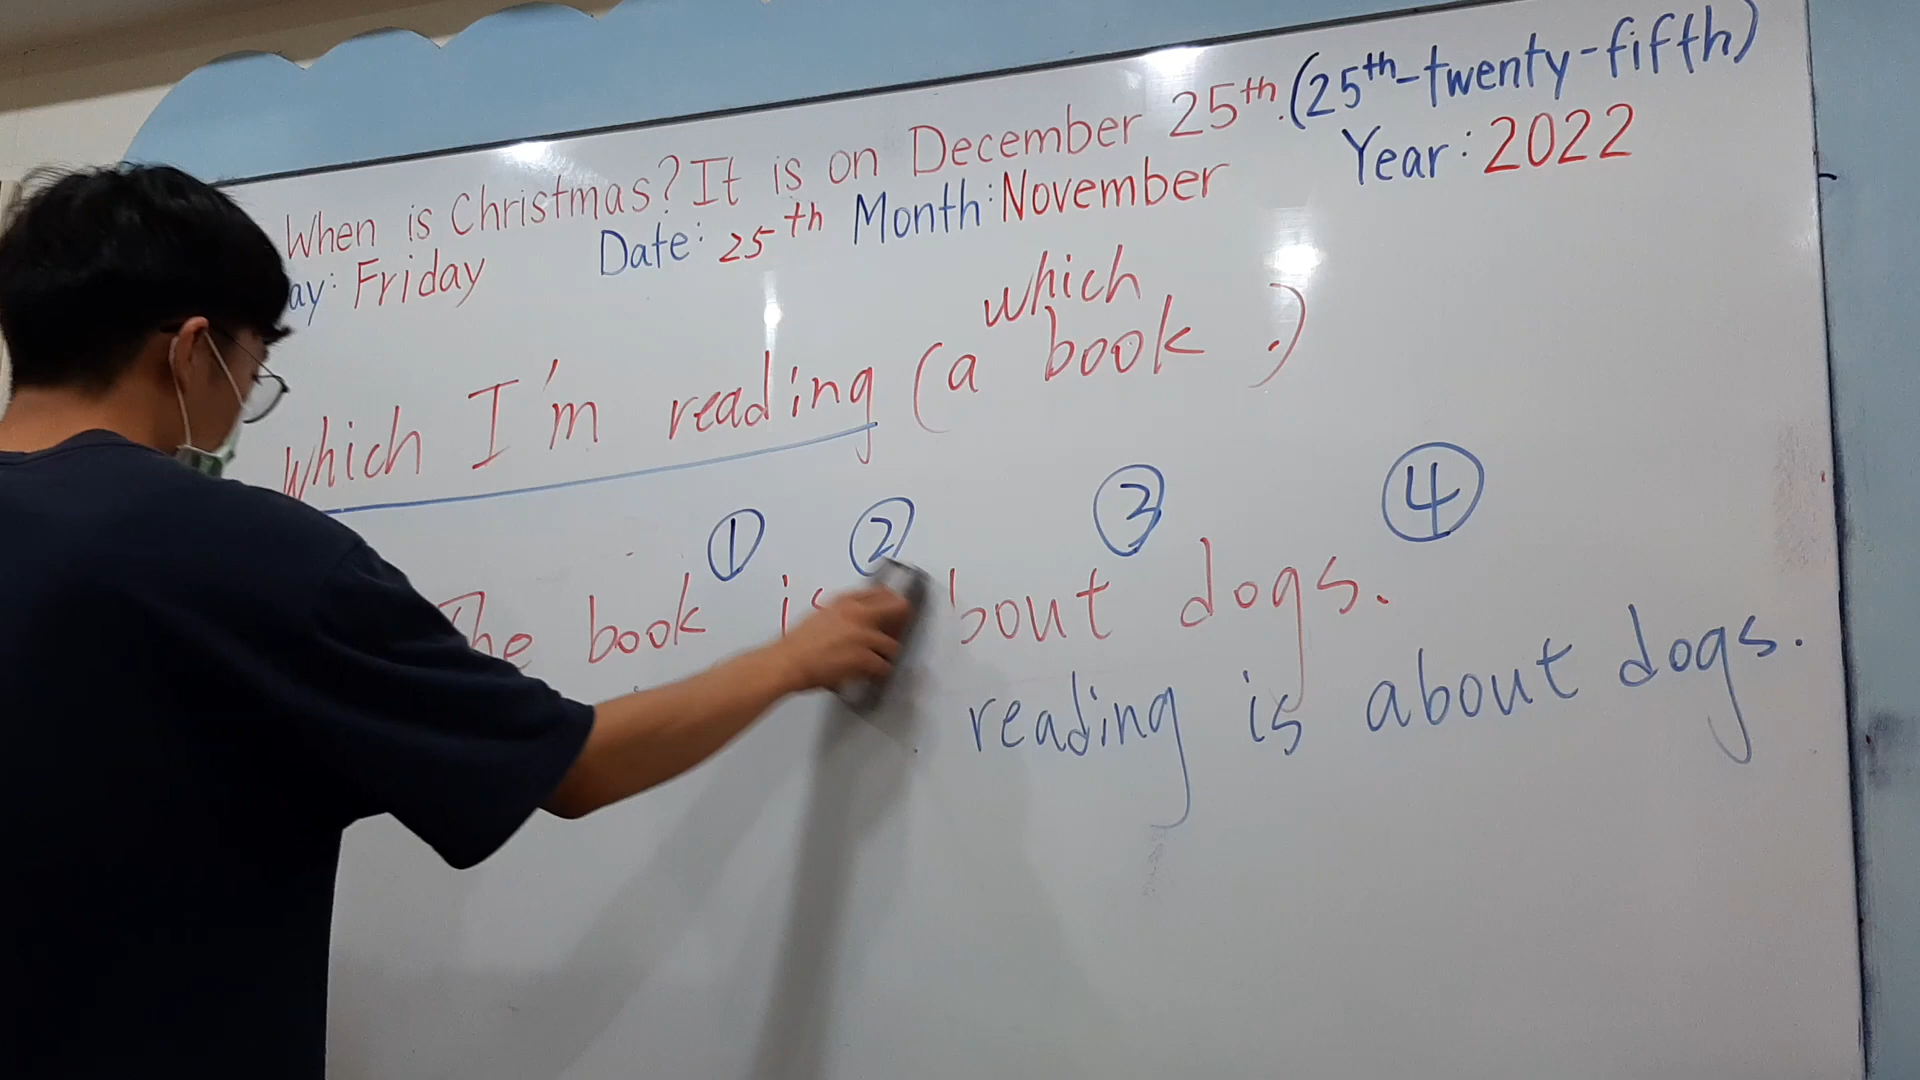 When is Christmas? It is on December 25th. (25th-twenty-fifth)
ay: Friday Date: 25th Month: November Year: 2022
which
which I'm reading (a book .)
① ② ③ ④
The book is bout dogs.
reading is about dogs.